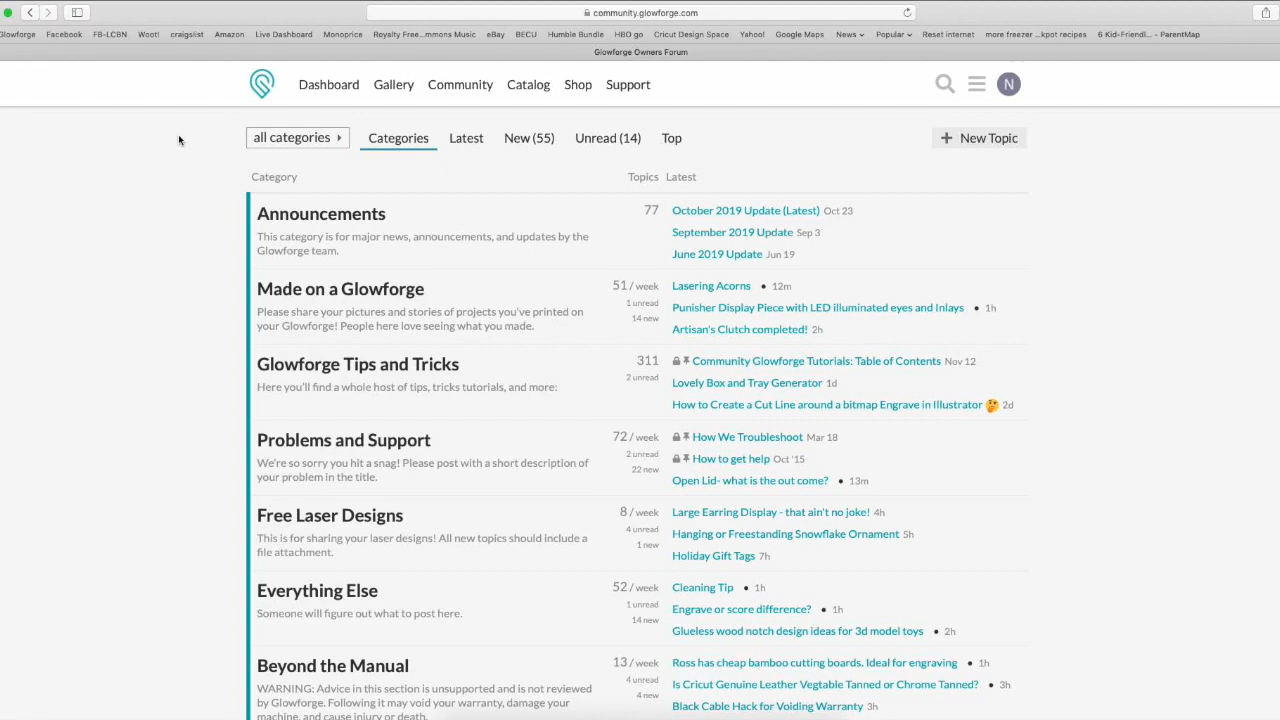 community.glowforge.com
Glowforge Facebook FB-LCBN Woot! craigslist Amazon Live Dashboard Monoprice Royalty Free...mmons Music eBay BECU Humble Bundle HBO go Cricut Design Space Yahoo! Google Maps News Popular Reset internet more freezer ...kpot recipes 6 Kid-Friendl... - ParentMap
Glowforge Owners Forum
Dashboard Gallery Community Catalog Shop Support N
all categories Categories Latest New (55) Unread (14) Top + New Topic
Category Topics Latest
Announcements 77 October 2019 Update (Latest) Oct 23
This category is for major news, announcements, and updates by the September 2019 Update Sep 3
Glowforge team. June 2019 Update Jun 19
Made on a Glowforge 51 / week Lasering Acorns • 12m
Please share your pictures and stories of projects you've printed on 1 unread Punisher Display Piece with LED illuminated eyes and Inlays • 1h
your Glowforge! People here love seeing what you made. 14 new Artisan's Clutch completed! 2h
Glowforge Tips and Tricks 311 Community Glowforge Tutorials: Table of Contents Nov 12
Here you'll find a whole host of tips, tricks tutorials, and more: 2 unread Lovely Box and Tray Generator 1d
How to Create a Cut Line around a bitmap Engrave in Illustrator 🤔 2d
Problems and Support 72 / week How We Troubleshoot Mar 18
We're so sorry you hit a snag! Please post with a short description of 2 unread How to get help Oct '15
your problem in the title. 22 new Open Lid- what is the out come? • 13m
Free Laser Designs 8 / week Large Earring Display - that ain't no joke! 4h
This is for sharing your laser designs! All new topics should include a 4 unread Hanging or Freestanding Snowflake Ornament 5h
file attachment. 1 new Holiday Gift Tags 7h
Everything Else 52 / week Cleaning Tip • 1h
Someone will figure out what to post here. 1 unread Engrave or score difference? • 1h
14 new Glueless wood notch design ideas for 3d model toys • 2h
Beyond the Manual 13 / week Ross has cheap bamboo cutting boards. Ideal for engraving • 1h
WARNING: Advice in this section is unsupported and is not reviewed 4 unread Is Cricut Genuine Leather Vegtable Tanned or Chrome Tanned? • 3h
by Glowforge. Following it may void your warranty, damage your 4 new Black Cable Hack for Voiding Warranty 3h
machine, and cause injury or death.